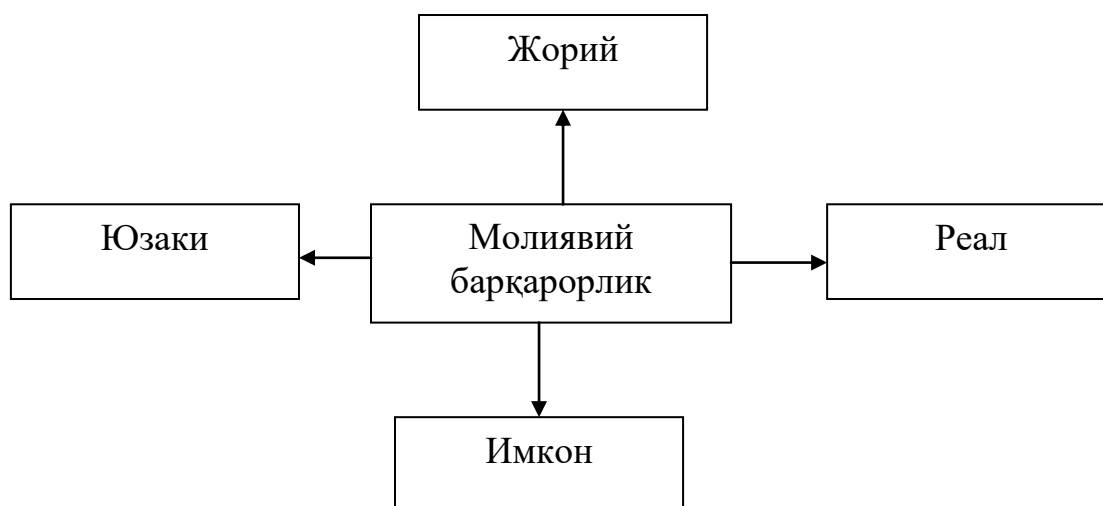 Жорий
Юзаки
Молиявий
барқарорлик
Реал
Имкон